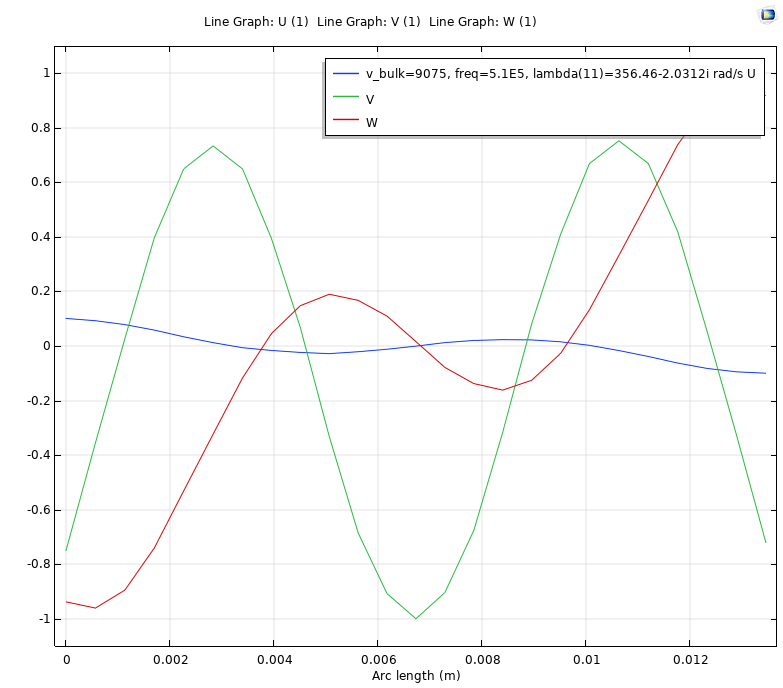 Line Graph: U (1)  Line Graph: V (1)  Line Graph: W (1)
v_bulk=9075, freq=5.1E5, lambda(11)=356.46-2.0312i rad/s U
V
W
1
0.8
0.6
0.4
0.2
0
-0.2
-0.4
-0.6
-0.8
-1
0 0.002 0.004 0.006 0.008 0.01 0.012
Arc length (m)